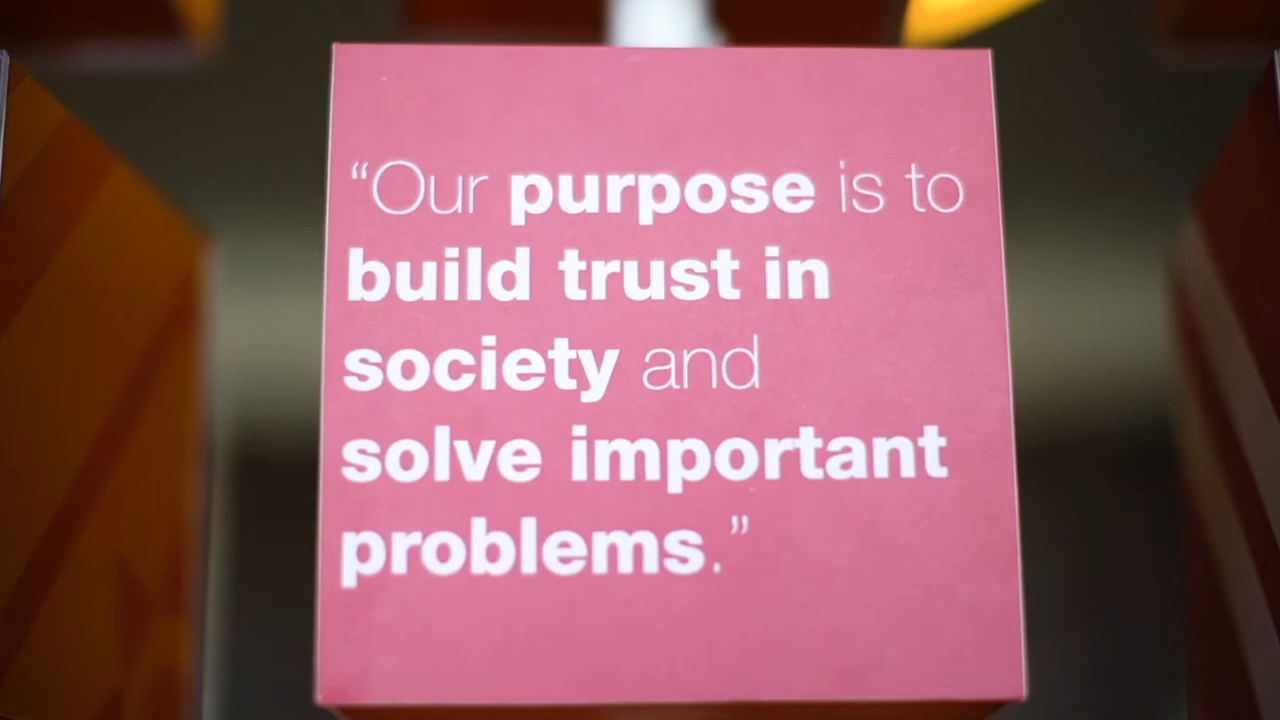 “Our purpose is to
build trust in
society and
solve important
problems.”